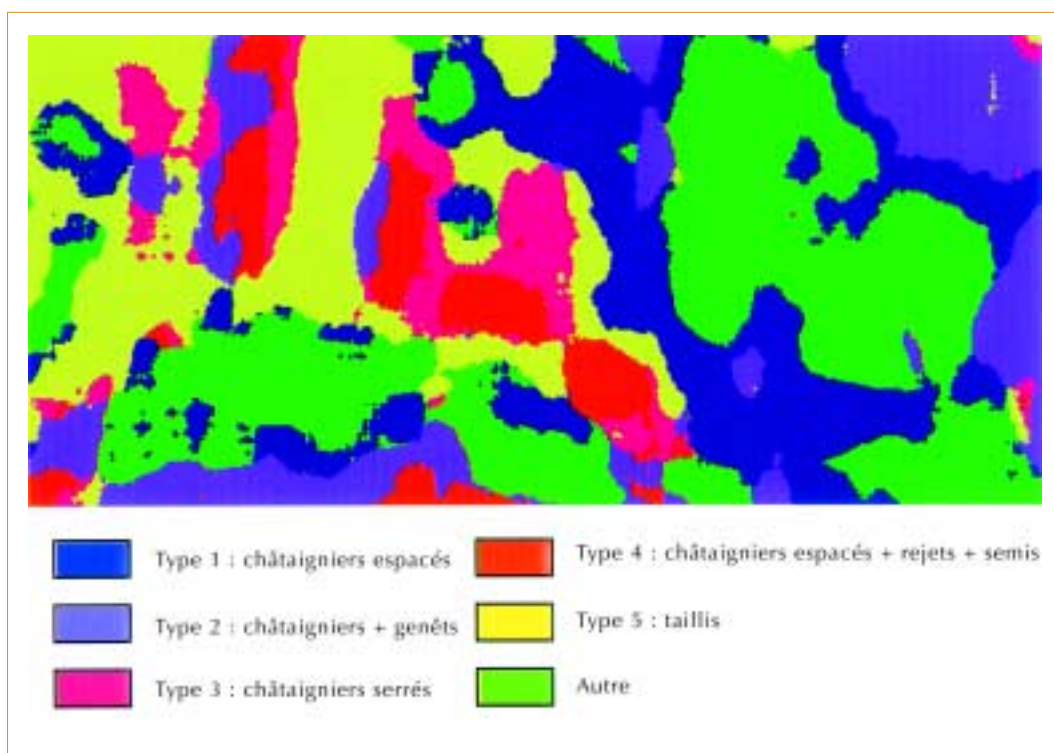 Type 1 : châtaigniers espacés
Type 2 : châtaigniers + genêts
Type 3 : châtaigniers serrés
Type 4 : châtaigniers espacés + rejets + semis
Type 5 : taillis
Autre